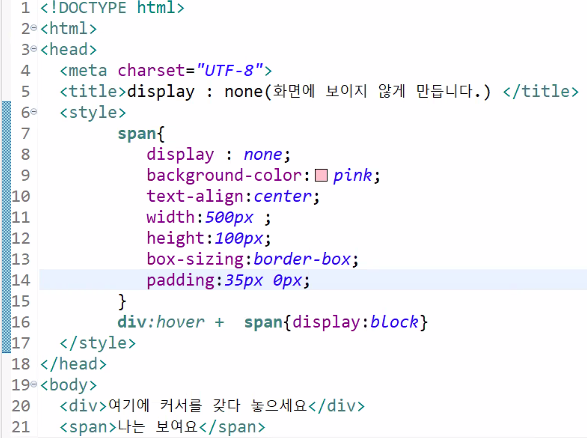 1 <!DOCTYPE html>
2 <html>
3 <head>
4 <meta charset="UTF-8">
5 <title>display : none(화면에 보이지 않게 만듭니다.) </title>
6 <style>
7 span{
8 display : none;
9 background-color: pink;
10 text-align:center;
11 width:500px ;
12 height:100px;
13 box-sizing:border-box;
14 padding:35px 0px;
15 }
16 div:hover +  span{display:block}
17 </style>
18 </head>
19 <body>
20 <div>여기에 커서를 갖다 놓으세요</div>
21 <span>나는 보여요</span>